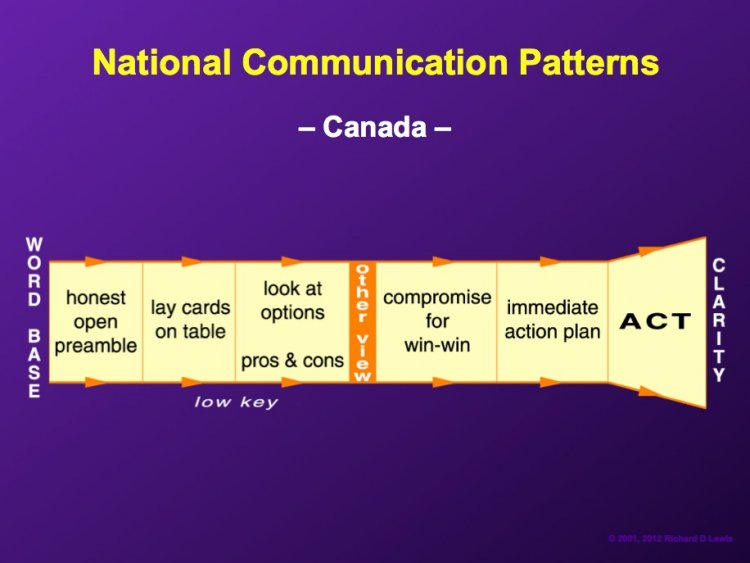 National Communication Patterns
– Canada –
WORD BASE
honest
open
preamble
lay cards
on table
look at
options
pros & cons
other view
compromise
for
win-win
immediate
action plan
ACT
CLARITY
low key
© 2001, 2012 Richard D Lewis